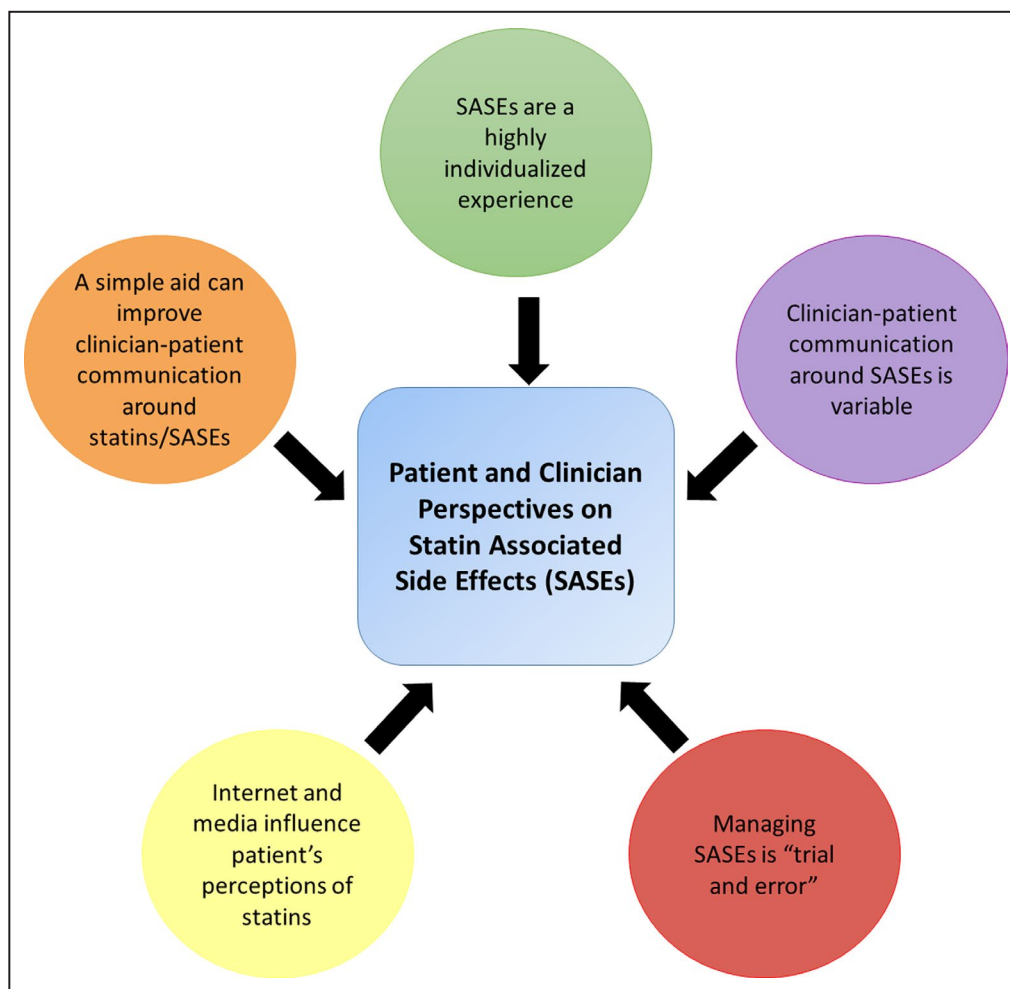 SASEs are a
highly
individualized
experience
A simple aid can
improve
clinician-patient
communication
around
statins/SASEs
Clinician-patient
communication
around SASEs is
variable
Patient and Clinician
Perspectives on
Statin Associated
Side Effects (SASEs)
Internet and
media influence
patient’s
perceptions of
statins
Managing
SASEs is “trial
and error”